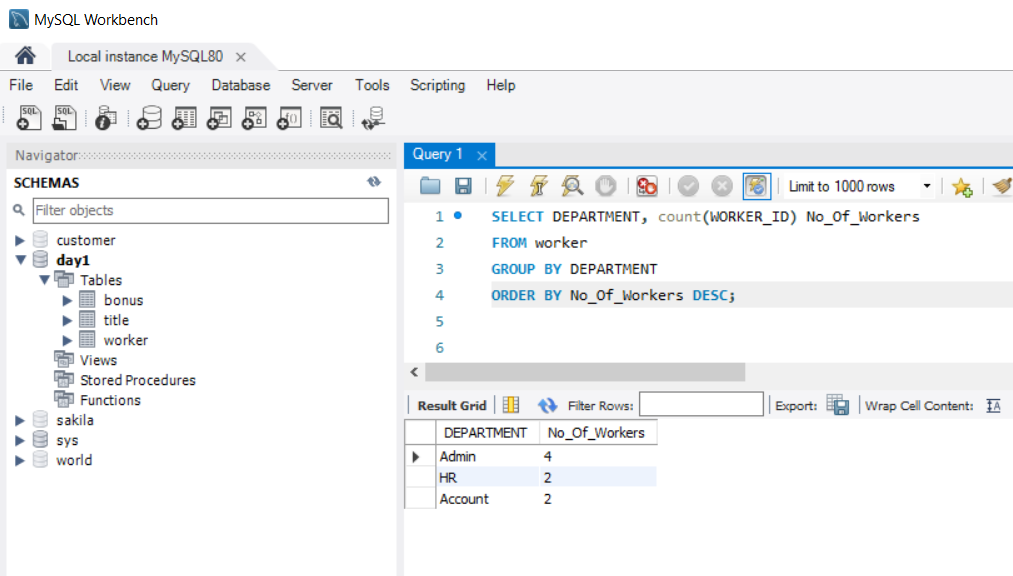 MySQL Workbench
Local instance MySQL80
File Edit View Query Database Server Tools Scripting Help
SQL SQL
Navigator
SCHEMAS
Filter objects
customer
day1
Tables
bonus
title
worker
Views
Stored Procedures
Functions
sakila
sys
world
Query 1
Limit to 1000 rows
1 SELECT DEPARTMENT, count(WORKER_ID) No_Of_Workers
2 FROM worker
3 GROUP BY DEPARTMENT
4 ORDER BY No_Of_Workers DESC;
5
6
Result Grid Filter Rows: Export: Wrap Cell Content: IA
DEPARTMENT No_Of_Workers
Admin 4
HR 2
Account 2